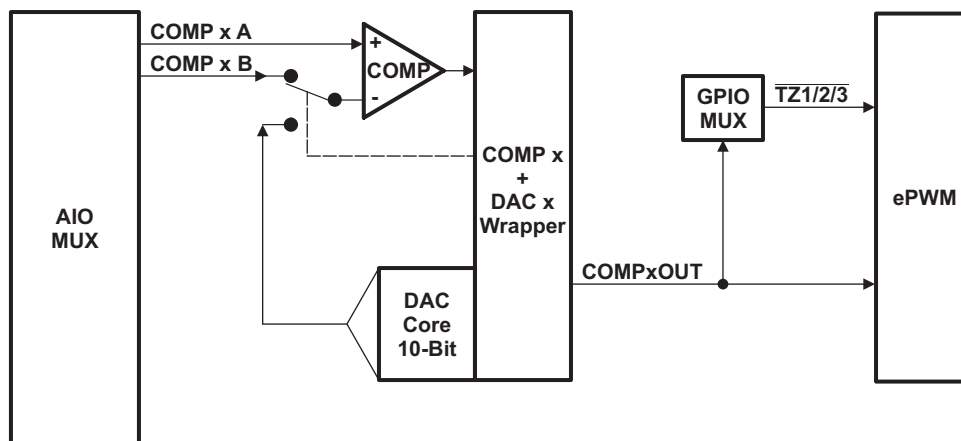 COMP x A
COMP x B
+
COMP
-
AIO
MUX
COMP x
+
DAC x
Wrapper
DAC
Core
10-Bit
COMPxOUT
GPIO
MUX
TZ1/2/3
ePWM